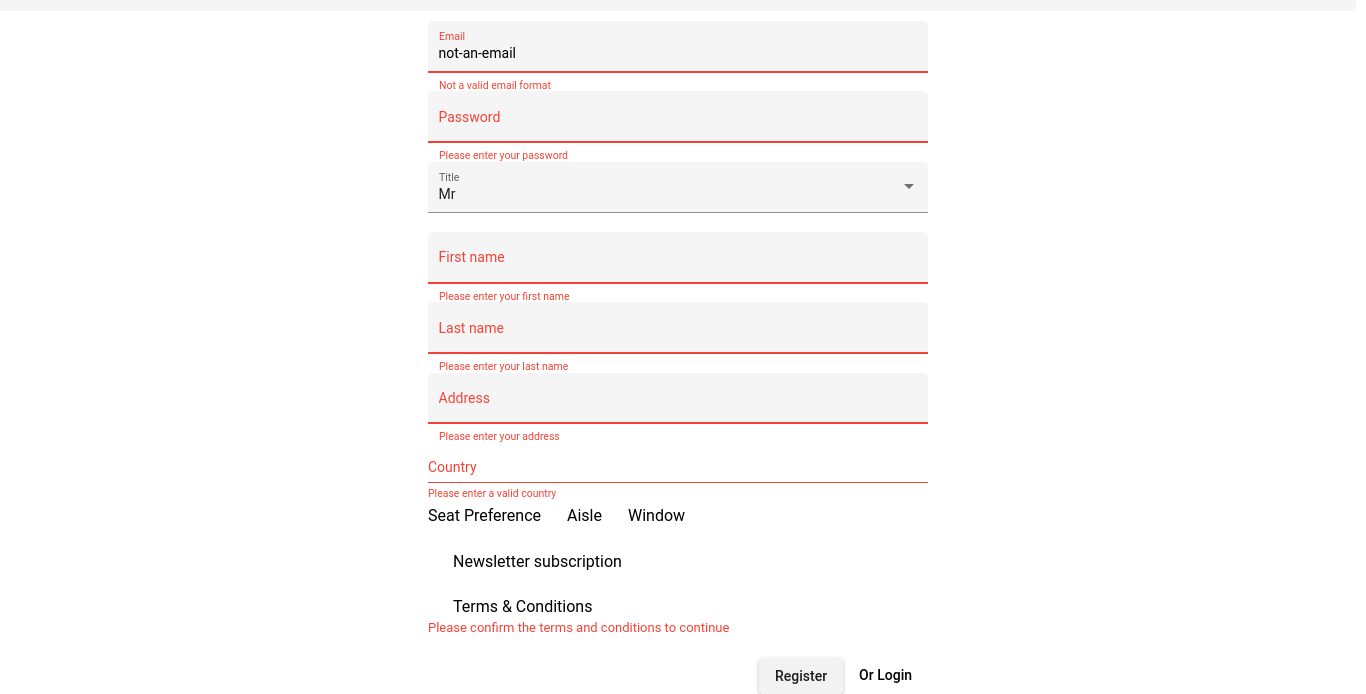 Email
not-an-email
Not a valid email format
Password
Please enter your password
Title
Mr
First name
Please enter your first name
Last name
Please enter your last name
Address
Please enter your address
Country
Please enter a valid country
Seat Preference Aisle Window
Newsletter subscription
Terms & Conditions
Please confirm the terms and conditions to continue
Register Or Login